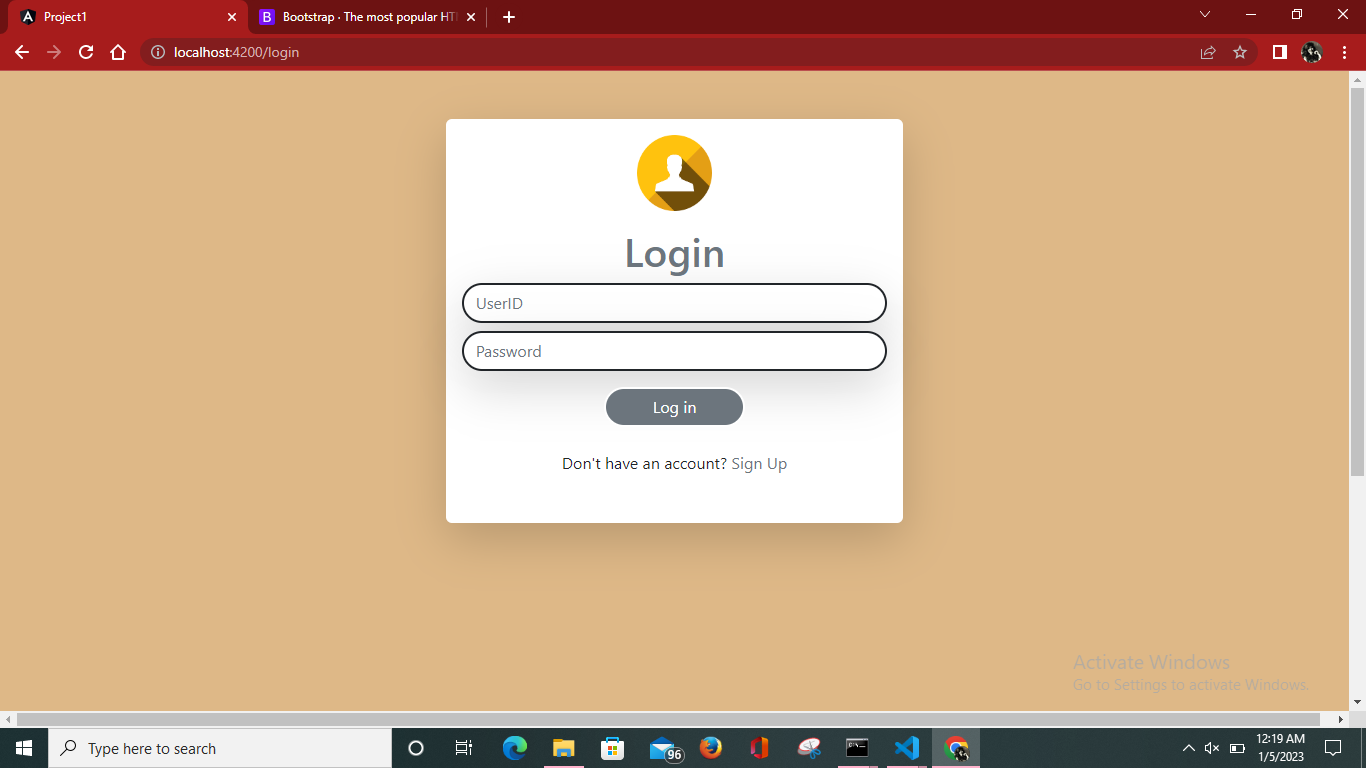 Project1
Bootstrap · The most popular HT
localhost:4200/login
Login
UserID
Password
Log in
Don't have an account? Sign Up
Activate Windows
Go to Settings to activate Windows.
Type here to search
96
12:19 AM
1/5/2023